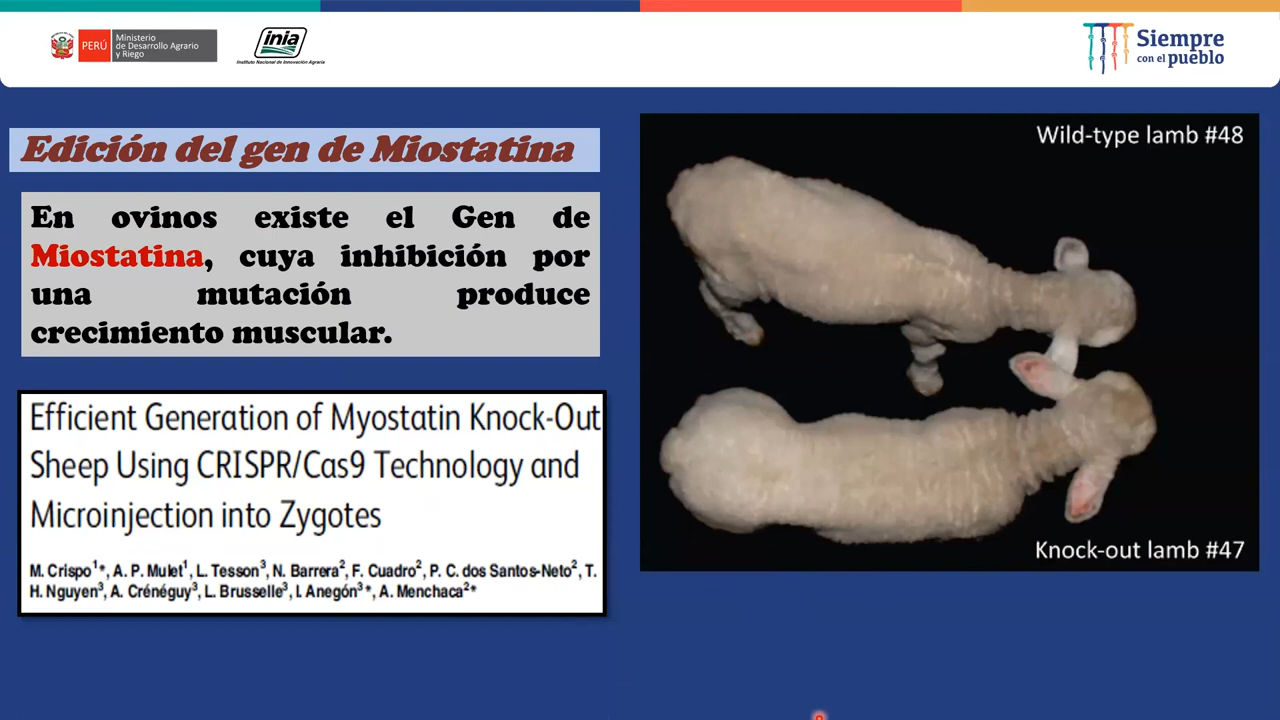 PERÚ
Ministerio
de Desarrollo Agrario
y Riego
inia
Instituto Nacional de Innovación Agraria
Siempre
con el pueblo
Edición del gen de Miostatina
En ovinos existe el Gen de
Miostatina, cuya inhibición por
una mutación produce
crecimiento muscular.
Efficient Generation of Myostatin Knock-Out
Sheep Using CRISPR/Cas9 Technology and
Microinjection into Zygotes
M. Crispo¹*, A. P. Mulet¹, L. Tesson³, N. Barrera², F. Cuadro², P. C. dos Santos-Neto², T.
H. Nguyen³, A. Crénéguy³, L. Brusselle³, I. Anegón³*, A. Menchaca²*
Wild-type lamb #48
Knock-out lamb #47